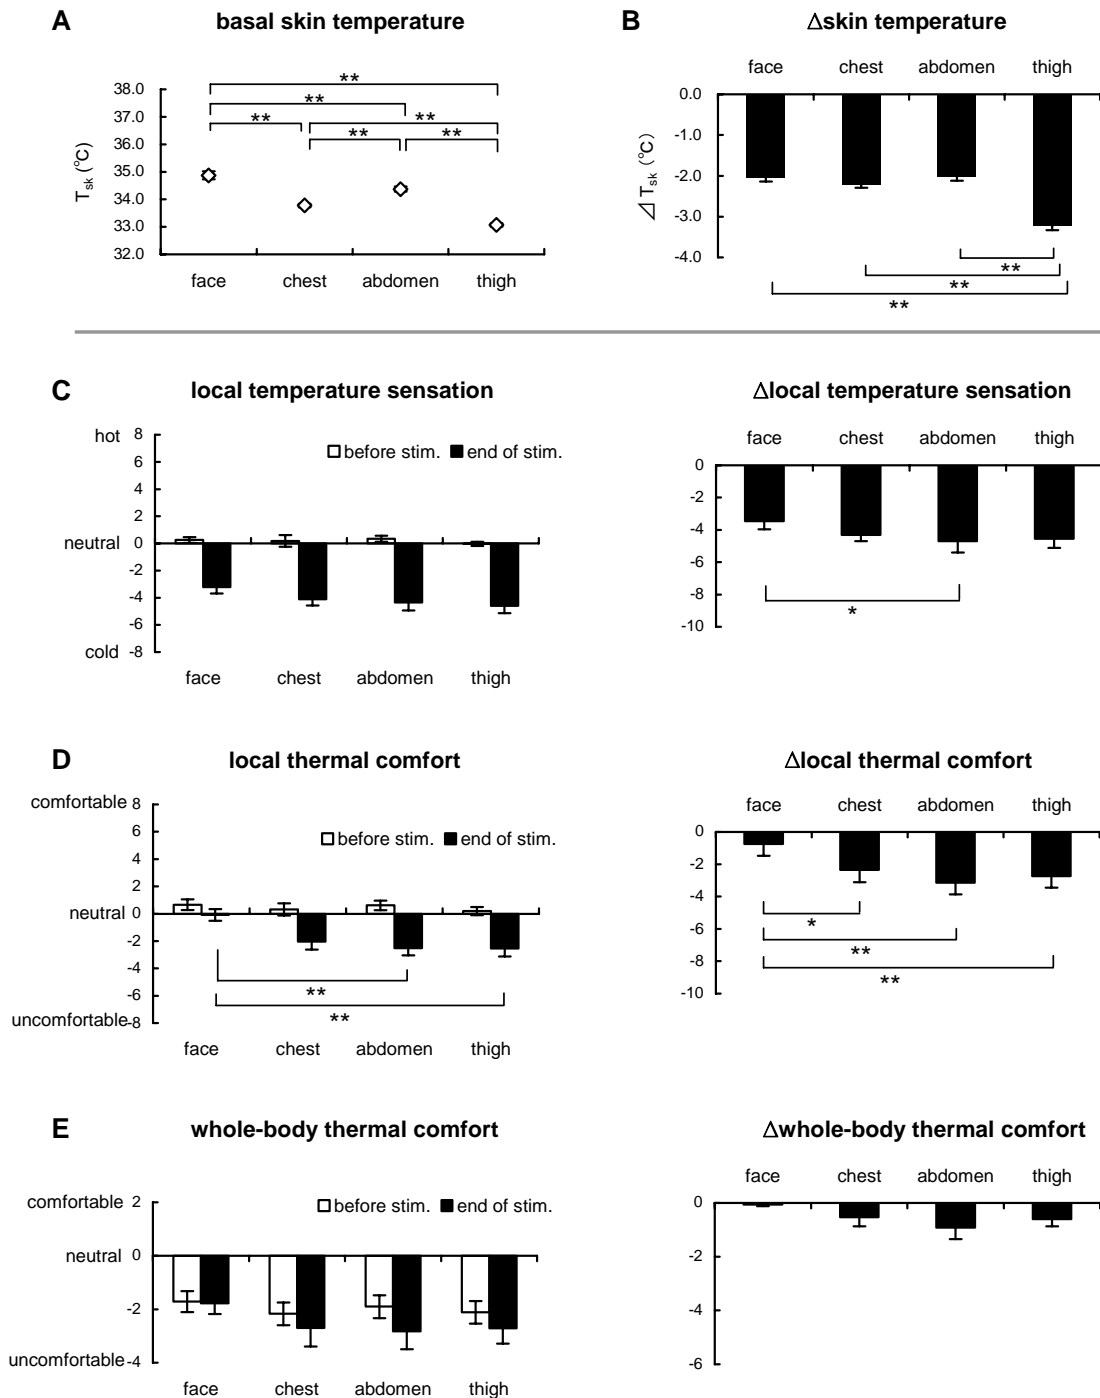 A basal skin temperature
** 
**
** **
** **
38.0
37.0
36.0
35.0
34.0
33.0
32.0
Tsk (°C)
face chest abdomen thigh
B Δskin temperature
face chest abdomen thigh
0.0
-1.0
-2.0
-3.0
-4.0
⊿ Tsk (°C)
**
**
**
C local temperature sensation
hot 8
6
4
2
neutral 0
-2
-4
-6
cold -8
before stim. end of stim.
face chest abdomen thigh
Δlocal temperature sensation
face chest abdomen thigh
0
-2
-4
-6
-8
-10
*
D local thermal comfort
comfortable 8
6
4
2
neutral 0
-2
-4
-6
uncomfortable -8
before stim. end of stim.
**
**
face chest abdomen thigh
Δlocal thermal comfort
face chest abdomen thigh
0
-2
-4
-6
-8
-10
*
**
**
E whole-body thermal comfort
comfortable 2
neutral 0
-2
uncomfortable -4
before stim. end of stim.
face chest abdomen thigh
Δwhole-body thermal comfort
face chest abdomen thigh
0
-2
-4
-6